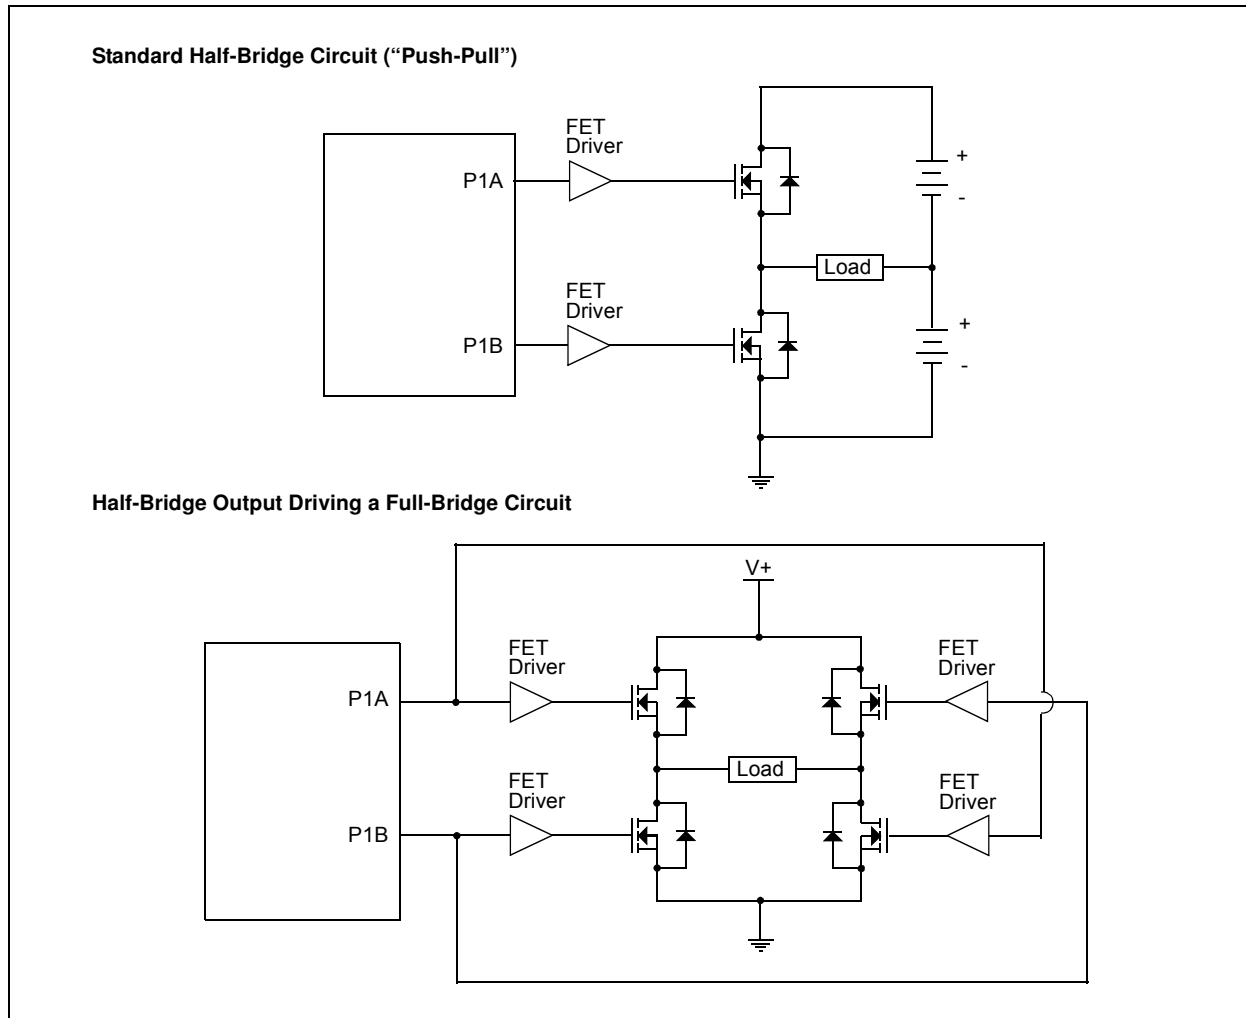 Standard Half-Bridge Circuit (“Push-Pull”)
FET
Driver
P1A
+
-
Load
FET
Driver
P1B
+
-
Half-Bridge Output Driving a Full-Bridge Circuit
V+
FET
Driver
FET
Driver
P1A
Load
FET
Driver
FET
Driver
P1B